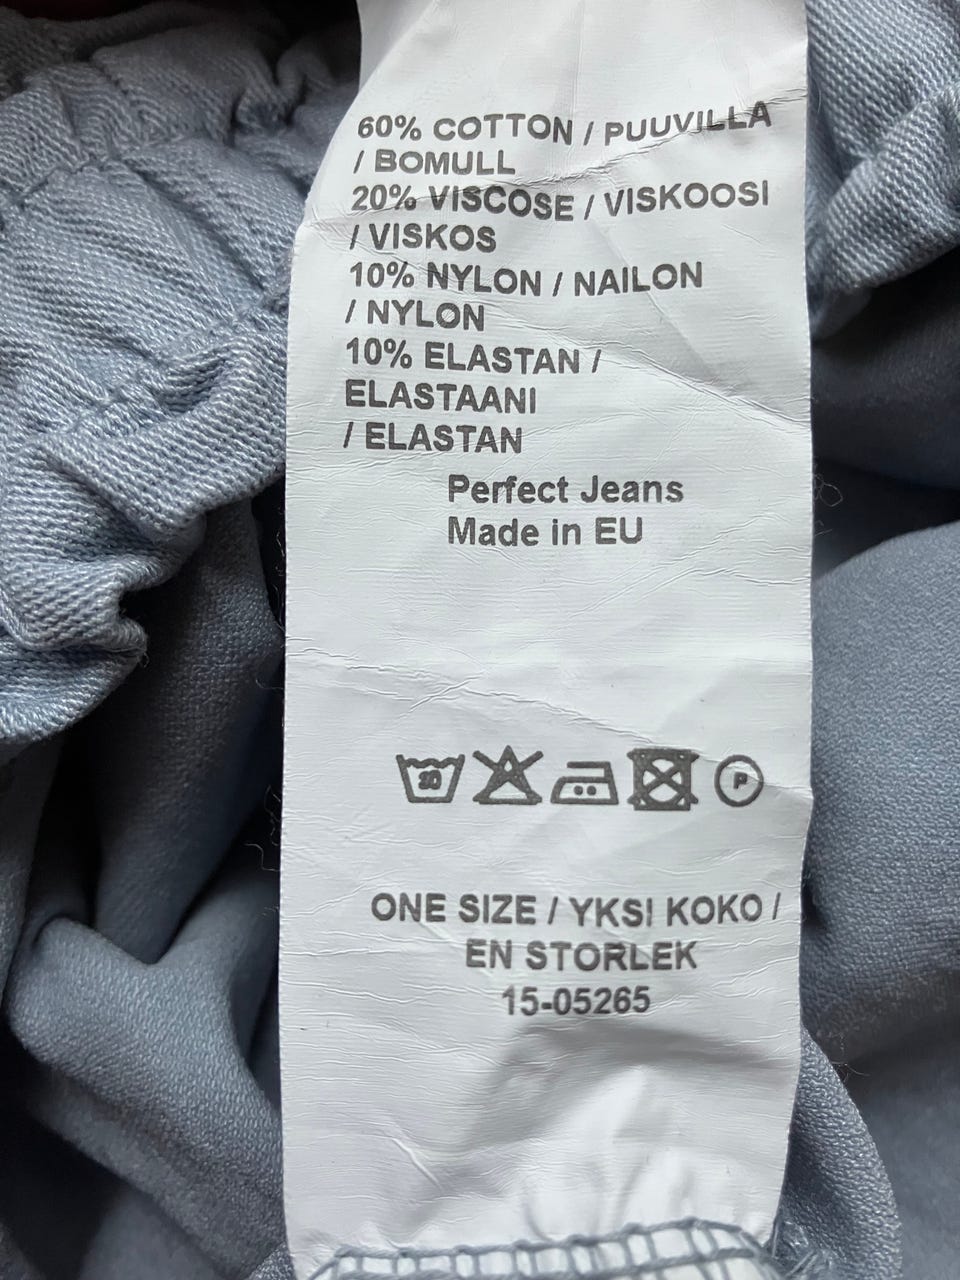 60% COTTON / PUUVILLA
/ BOMULL
20% VISCOSE / VISKOOSI
/ VISKOS
10% NYLON / NAILON
/ NYLON
10% ELASTAN /
ELASTAANI
/ ELASTAN
Perfect Jeans
Made in EU
30 P
ONE SIZE / YKSI KOKO /
EN STORLEK
15-05265